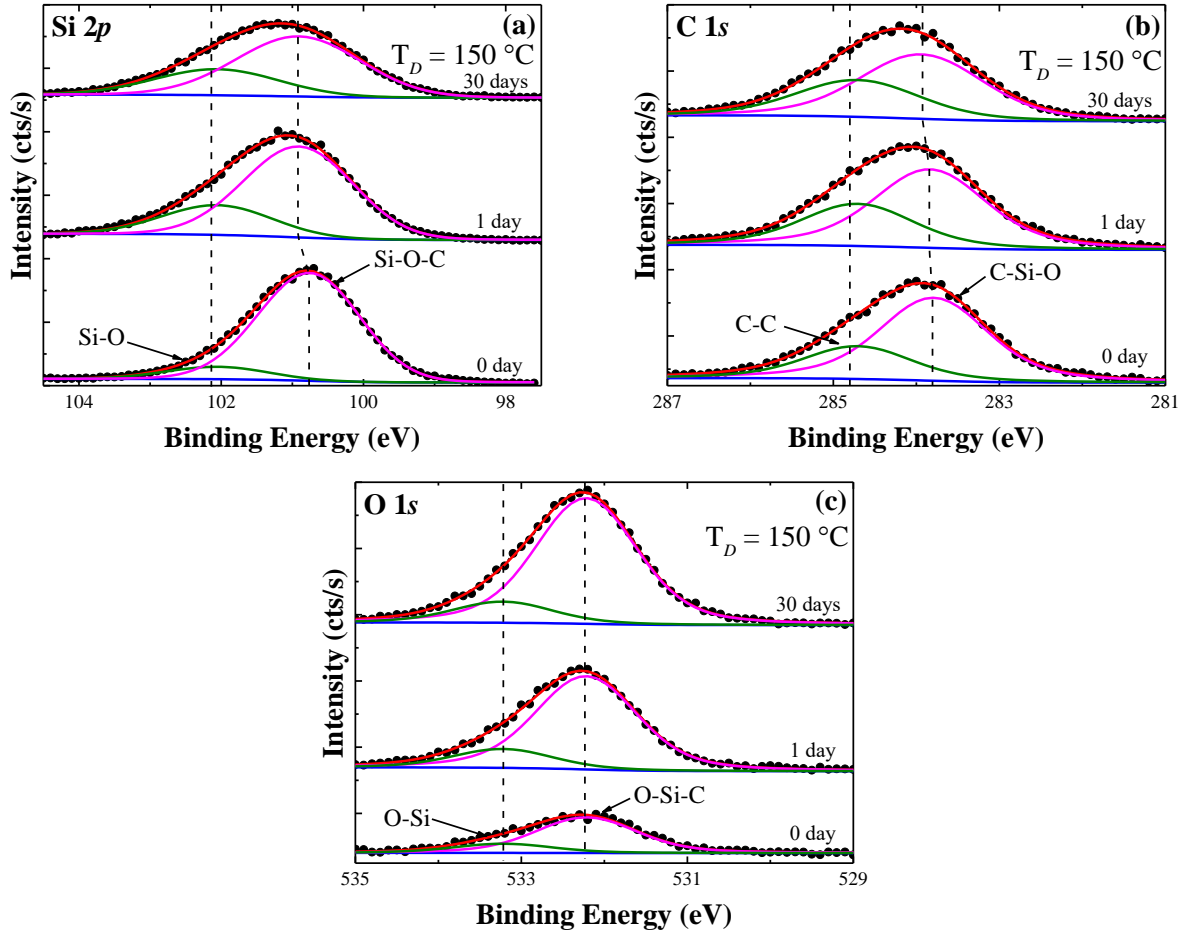 Si 2p
(a)
T_D = 150 °C
30 days
1 day
Si-O-C
Si-O
0 day
Intensity (cts/s)
104 102 100 98
Binding Energy (eV)
C 1s
(b)
T_D = 150 °C
30 days
1 day
C-Si-O
C-C
0 day
Intensity (cts/s)
287 285 283 281
Binding Energy (eV)
O 1s
(c)
T_D = 150 °C
30 days
1 day
O-Si-C
O-Si
0 day
Intensity (cts/s)
535 533 531 529
Binding Energy (eV)